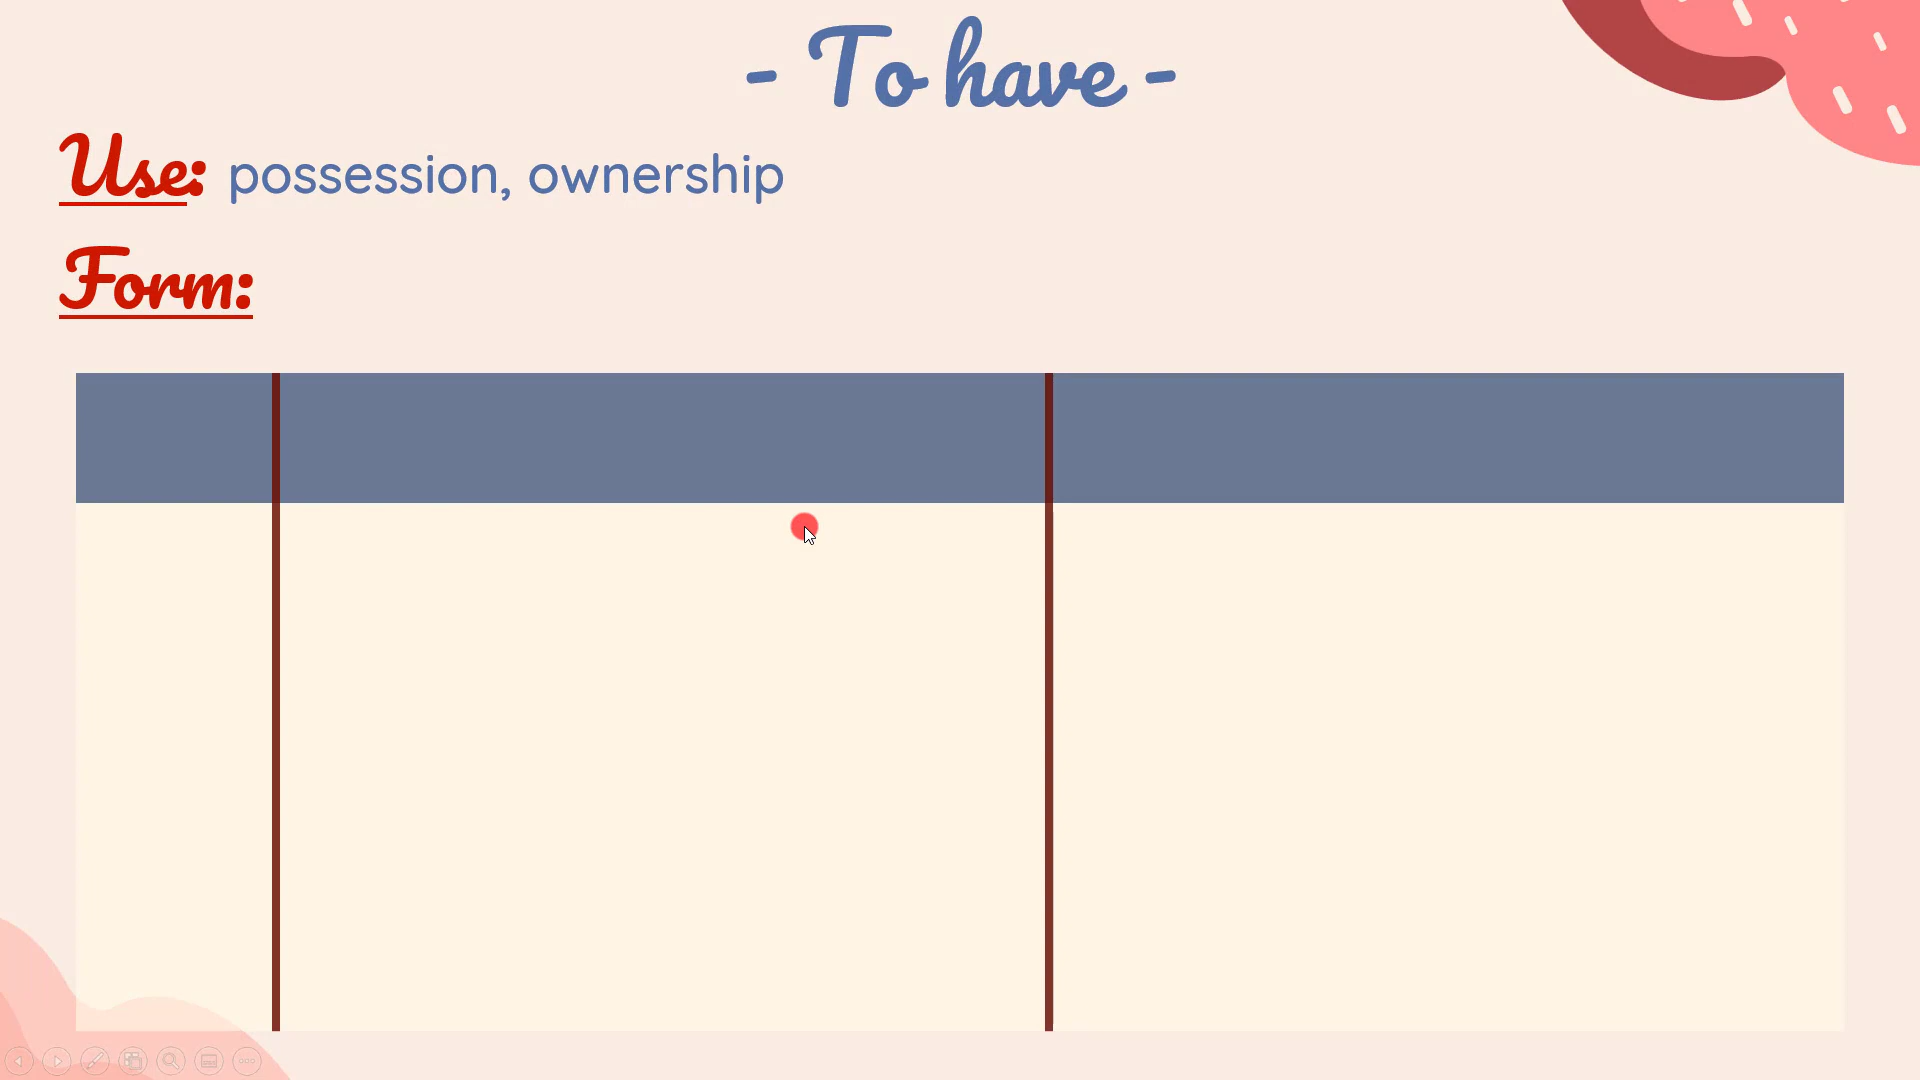 - To have -
Use: possession, ownership
Form: